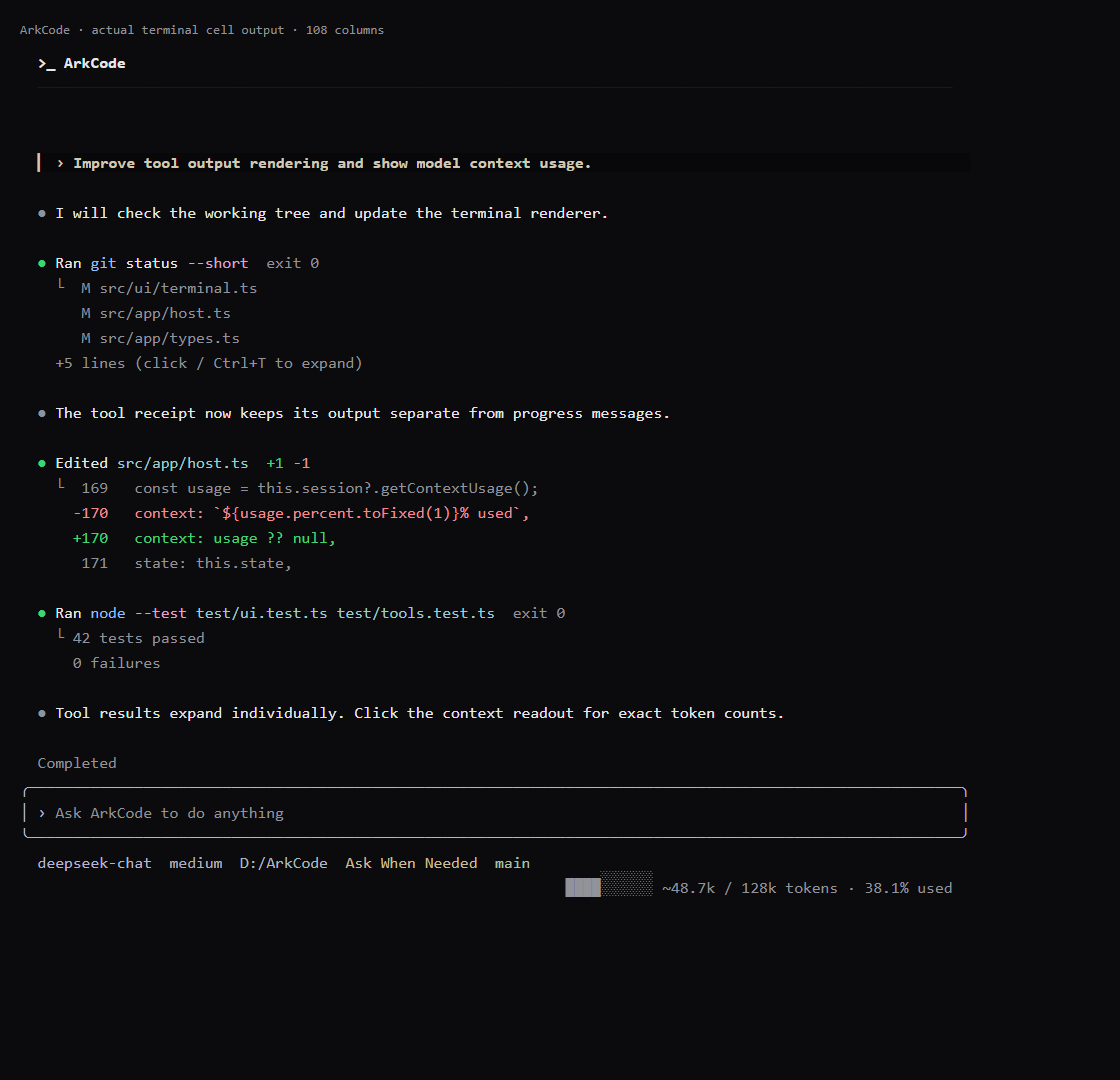 ArkCode · actual terminal cell output · 108 columns
>_ ArkCode
› Improve tool output rendering and show model context usage.
● I will check the working tree and update the terminal renderer.
● Ran git status --short  exit 0
└  M src/ui/terminal.ts
M src/app/host.ts
M src/app/types.ts
+5 lines (click / Ctrl+T to expand)
● The tool receipt now keeps its output separate from progress messages.
● Edited src/app/host.ts  +1 -1
└  169   const usage = this.session?.getContextUsage();
-170   context: `${usage.percent.toFixed(1)}% used`,
+170   context: usage ?? null,
171   state: this.state,
● Ran node --test test/ui.test.ts test/tools.test.ts  exit 0
└ 42 tests passed
0 failures
● Tool results expand individually. Click the context readout for exact token counts.
Completed
› Ask ArkCode to do anything
deepseek-chat  medium  D:/ArkCode  Ask When Needed  main
████░░░░░░ ~48.7k / 128k tokens · 38.1% used